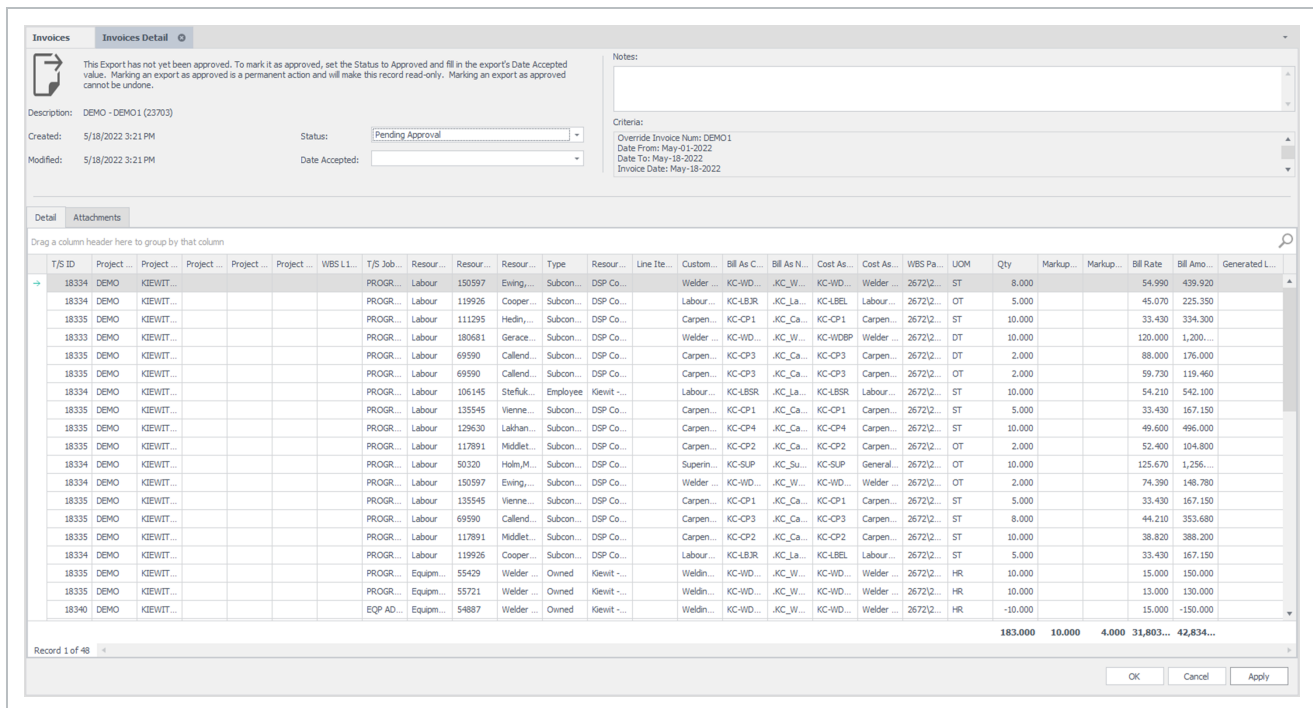 Invoices Invoices Detail
This Export has not yet been approved. To mark it as approved, set the Status to Approved and fill in the export's Date Accepted
value. Marking an export as approved is a permanent action and will make this record read-only. Marking an export as approved
cannot be undone.
Description: DEMO - DEMO1 (23703)
Created: 5/18/2022 3:21 PM Status: Pending Approval
Modified: 5/18/2022 3:21 PM Date Accepted:
Notes:
Criteria:
Override Invoice Num: DEMO1
Date From: May-01-2022
Date To: May-18-2022
Invoice Date: May-18-2022
Detail Attachments
Drag a column header here to group by that column
T/S ID Project ... Project ... Project ... Project ... Project ... WBS L1... T/S Job... Resour... Resour... Resour... Type Resour... Line Ite... Custom... Bill As C... Bill As N... Cost As... Cost As... WBS Pa... UOM Qty Markup... Markup... Bill Rate Bill Amo... Generated L...
18334 DEMO KIEWIT... PROGR... Labour 150597 Ewing,... Subcon... DSP Co... Welder ... KC-WD... .KC_W... KC-WD... Welder ... 2672\2... ST 8.000 54.990 439.920
18334 DEMO KIEWIT... PROGR... Labour 119926 Cooper... Subcon... DSP Co... Labour... KC-LBJR .KC_La... KC-LBEL Labour... 2672\2... OT 5.000 45.070 225.350
18335 DEMO KIEWIT... PROGR... Labour 111295 Hedin,... Subcon... DSP Co... Carpen... KC-CP1 .KC_Ca... KC-CP1 Carpen... 2672\2... ST 10.000 33.430 334.300
18333 DEMO KIEWIT... PROGR... Labour 180681 Gerace... Subcon... DSP Co... Welder ... KC-WD... .KC_W... KC-WDBP Welder ... 2672\2... DT 10.000 120.000 1,200....
18335 DEMO KIEWIT... PROGR... Labour 69590 Callend... Subcon... DSP Co... Carpen... KC-CP3 .KC_Ca... KC-CP3 Carpen... 2672\2... DT 2.000 88.000 176.000
18335 DEMO KIEWIT... PROGR... Labour 69590 Callend... Subcon... DSP Co... Carpen... KC-CP3 .KC_Ca... KC-CP3 Carpen... 2672\2... OT 2.000 59.730 119.460
18334 DEMO KIEWIT... PROGR... Labour 106145 Stefiuk... Employee Kiewit -... Labour... KC-LBSR .KC_La... KC-LBSR Labour... 2672\2... ST 10.000 54.210 542.100
18335 DEMO KIEWIT... PROGR... Labour 135545 Vienne... Subcon... DSP Co... Carpen... KC-CP1 .KC_Ca... KC-CP1 Carpen... 2672\2... ST 5.000 33.430 167.150
18335 DEMO KIEWIT... PROGR... Labour 129630 Lakhan... Subcon... DSP Co... Carpen... KC-CP4 .KC_Ca... KC-CP4 Carpen... 2672\2... ST 10.000 49.600 496.000
18335 DEMO KIEWIT... PROGR... Labour 117891 Middlet... Subcon... DSP Co... Carpen... KC-CP2 .KC_Ca... KC-CP2 Carpen... 2672\2... OT 2.000 52.400 104.800
18334 DEMO KIEWIT... PROGR... Labour 50320 Holm,M... Subcon... DSP Co... Superin... KC-SUP .KC_Su... KC-SUP General... 2672\2... OT 10.000 125.670 1,256....
18334 DEMO KIEWIT... PROGR... Labour 150597 Ewing,... Subcon... DSP Co... Welder ... KC-WD... .KC_W... KC-WD... Welder ... 2672\2... OT 2.000 74.390 148.780
18335 DEMO KIEWIT... PROGR... Labour 135545 Vienne... Subcon... DSP Co... Carpen... KC-CP1 .KC_Ca... KC-CP1 Carpen... 2672\2... ST 5.000 33.430 167.150
18335 DEMO KIEWIT... PROGR... Labour 69590 Callend... Subcon... DSP Co... Carpen... KC-CP3 .KC_Ca... KC-CP3 Carpen... 2672\2... ST 8.000 44.210 353.680
18335 DEMO KIEWIT... PROGR... Labour 117891 Middlet... Subcon... DSP Co... Carpen... KC-CP2 .KC_Ca... KC-CP2 Carpen... 2672\2... ST 10.000 38.820 388.200
18334 DEMO KIEWIT... PROGR... Labour 119926 Cooper... Subcon... DSP Co... Labour... KC-LBJR .KC_La... KC-LBEL Labour... 2672\2... ST 5.000 33.430 167.150
18335 DEMO KIEWIT... PROGR... Equipm... 55429 Welder ... Owned Kiewit -... Weldin... KC-WD... .KC_W... KC-WD... Welder ... 2672\2... HR 10.000 15.000 150.000
18335 DEMO KIEWIT... PROGR... Equipm... 55721 Welder ... Owned Kiewit -... Weldin... KC-WD... .KC_W... KC-WD... Welder ... 2672\2... HR 10.000 13.000 130.000
18340 DEMO KIEWIT... EQP AD... Equipm... 54887 Welder ... Owned Kiewit -... Weldin... KC-WD... .KC_W... KC-WD... Welder ... 2672\2... HR -10.000 15.000 -150.000
183.000 10.000 4.000 31,803... 42,834...
Record 1 of 48
OK Cancel Apply